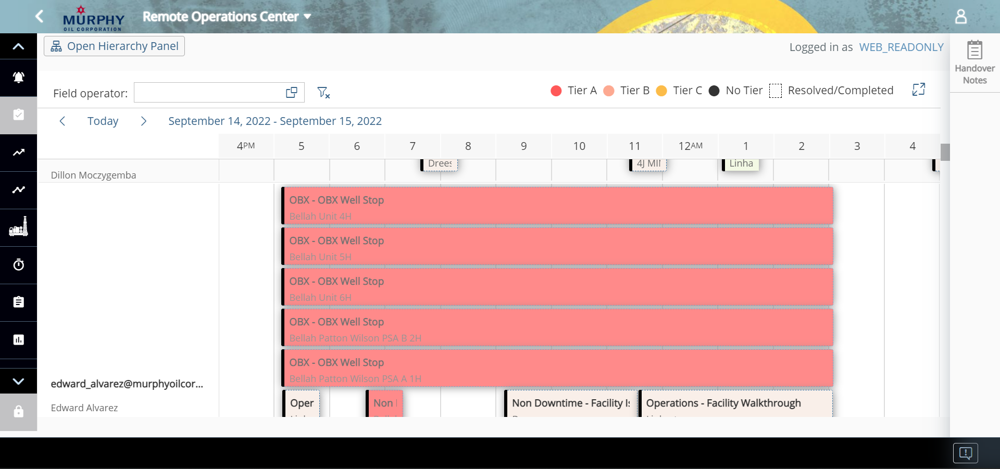 MURPHY
OIL CORPORATION
Remote Operations Center
Open Hierarchy Panel
Logged in as WEB_READONLY
Handover
Notes
Field operator:
Tier A Tier B Tier C No Tier Resolved/Completed
Today September 14, 2022 - September 15, 2022
4PM 5 6 7 8 9 10 11 12AM 1 2 3 4
Drees 4J MII Linha
Dillon Moczygemba
OBX - OBX Well Stop
Bellah Unit 4H
OBX - OBX Well Stop
Bellah Unit 5H
OBX - OBX Well Stop
Bellah Unit 6H
OBX - OBX Well Stop
Bellah Patton Wilson PSA B 2H
OBX - OBX Well Stop
Bellah Patton Wilson PSA A 1H
edward_alvarez@murphyoilcor...
Oper Non Non Downtime - Facility Operations - Facility Walkthrough
Edward Alvarez